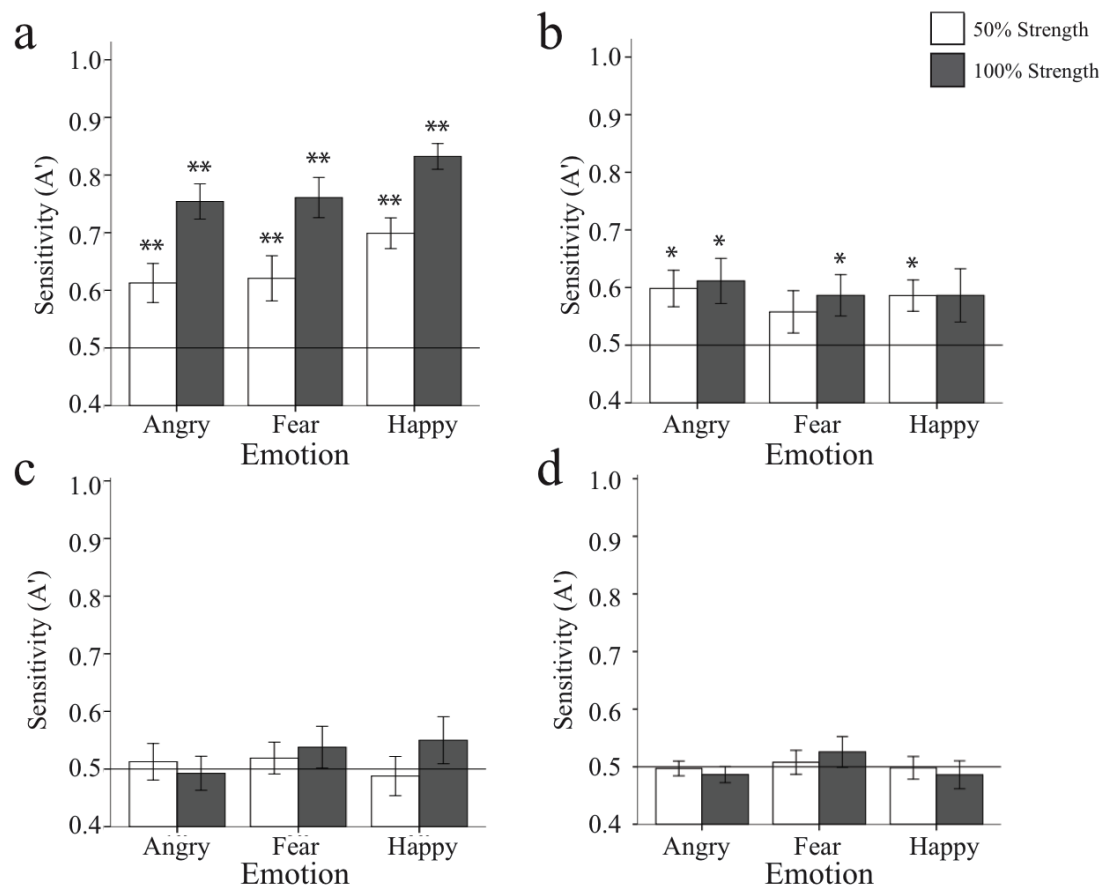 a
b
50% Strength
100% Strength
Sensitivity (A')
1.0
0.9
0.8
0.7
0.6
0.5
0.4
** ** ** ** ** **
Angry Fear Happy
Emotion
Sensitivity (A')
1.0
0.9
0.8
0.7
0.6
0.5
0.4
* * * *
Angry Fear Happy
Emotion
c
d
Sensitivity (A')
1.0
0.9
0.8
0.7
0.6
0.5
0.4
Angry Fear Happy
Emotion
Sensitivity (A')
1.0
0.9
0.8
0.7
0.6
0.5
0.4
Angry Fear Happy
Emotion